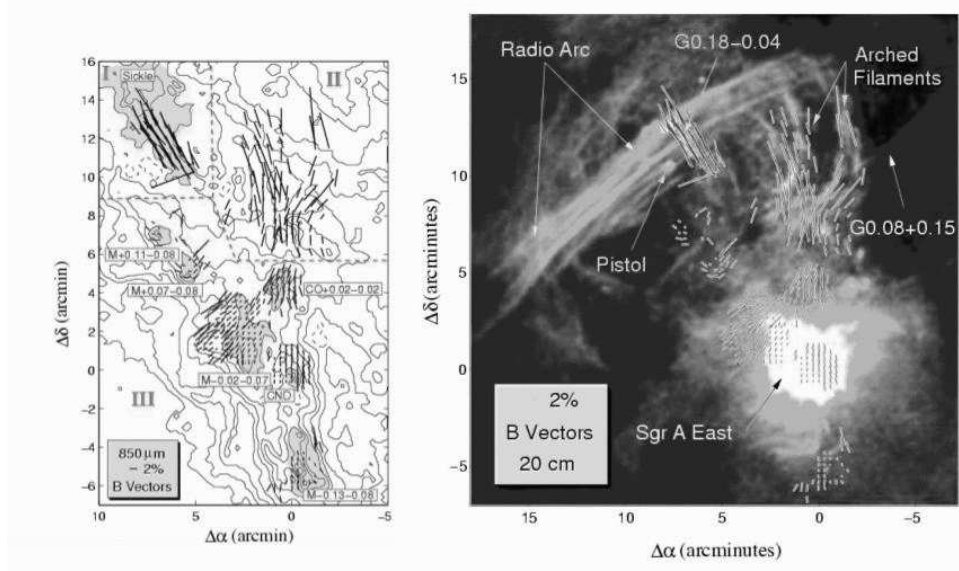 I
Sickle
II
M+0.11−0.08
M+0.07−0.08
CO+0.02−0.02
M−0.02−0.07
CND
III
M−0.13−0.08
850 μm
− 2%
B Vectors
16
14
12
10
8
6
4
2
0
−2
−4
−6
Δδ (arcmin)
10
5
0
−5
Δα (arcmin)
Radio Arc
G0.18−0.04
Arched
Filaments
G0.08+0.15
Pistol
Sgr A East
2%
B Vectors
20 cm
15
10
5
0
−5
Δδ (arcminutes)
15
10
5
0
−5
Δα (arcminutes)